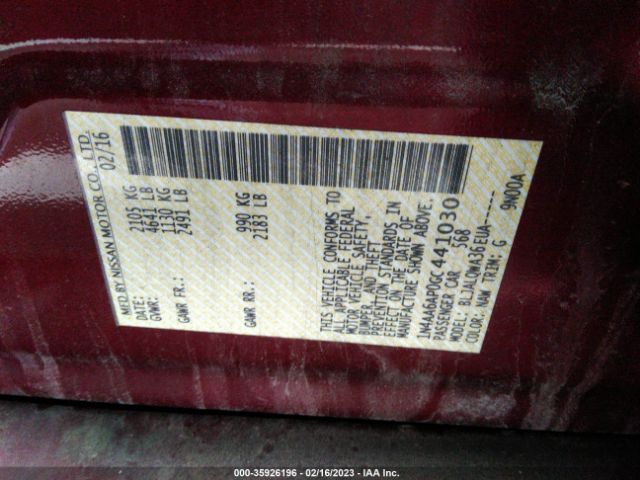 MFD BY NISSAN MOTOR CO., LTD.
DATE: 02/16
GVWR: 2105 KG
4641 LB
GAWR FR.: 1130 KG
2491 LB
GAWR RR.: 990 KG
2183 LB
THIS VEHICLE CONFORMS TO
ALL APPLICABLE FEDERAL
MOTOR VEHICLE SAFETY,
BUMPER, AND THEFT
PREVENTION STANDARDS IN
EFFECT ON THE DATE OF
MANUFACTURE SHOWN ABOVE.
1N4AA6AP0GC441030
PASSENGER CAR 568
MODEL: BLJALQWA36EUA-----
COLOR: NAW TRIM: G 9N00A
000-35926196 - 02/16/2023 - IAA Inc.